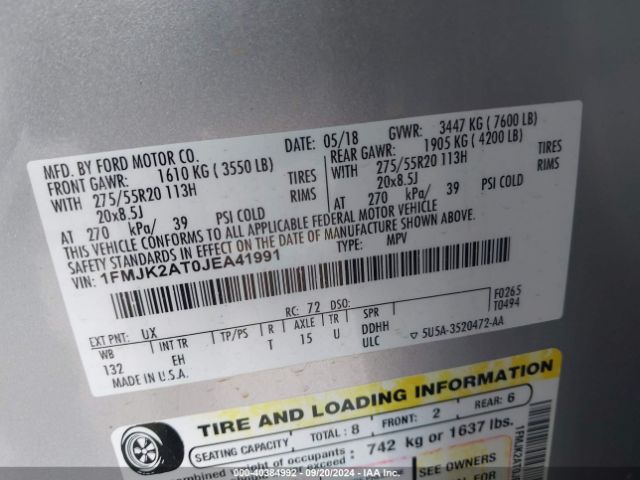 MFD. BY FORD MOTOR CO. DATE: 05/18 GVWR: 3447 KG ( 7600 LB)
FRONT GAWR: 1610 KG ( 3550 LB) REAR GAWR: 1905 KG ( 4200 LB)
WITH 275/55R20 113H TIRES WITH 275/55R20 113H TIRES
20x8.5J RIMS 20x8.5J RIMS
AT 270 kPa/ 39 PSI COLD AT 270 kPa/ 39 PSI COLD
THIS VEHICLE CONFORMS TO ALL APPLICABLE FEDERAL MOTOR VEHICLE
SAFETY STANDARDS IN EFFECT ON THE DATE OF MANUFACTURE SHOWN ABOVE.
VIN: 1FMJK2AT0JEA41991 TYPE: MPV
F0265
T0494
EXT PNT: UX RC: 72 DSO:
WB INT TR TP/PS R AXLE TR SPR
132 EH T 15 U DDHH
ULC ▽ 5U5A-3520472-AA
MADE IN U.S.A.
TIRE AND LOADING INFORMATION
SEATING CAPACITY TOTAL: 8 FRONT: 2 REAR: 6
weight of occupants
exceed : 742 kg or 1637 lbs.
SEE OWNERS
000-40384992 - 09/20/2024 - IAA